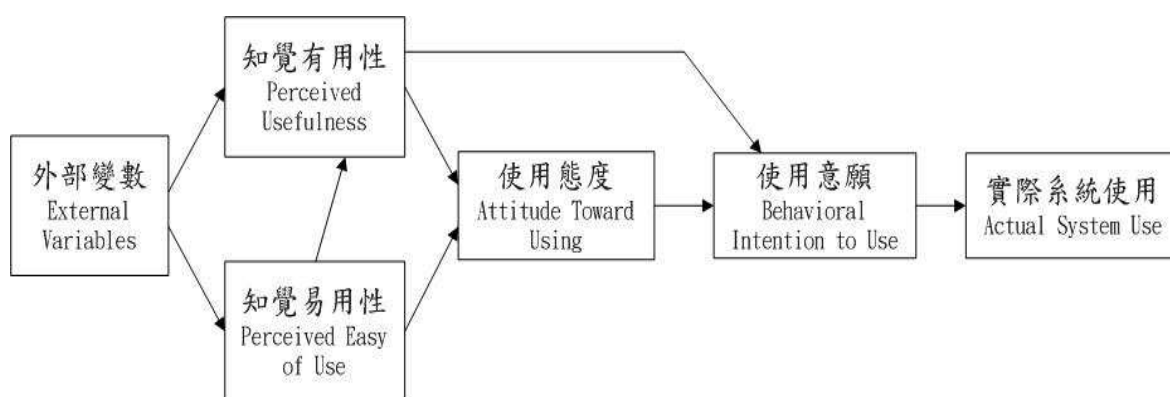 知覺有用性
Perceived
Usefulness
外部變數
External
Variables
使用態度
Attitude Toward
Using
使用意願
Behavioral
Intention to Use
實際系統使用
Actual System Use
知覺易用性
Perceived Easy
of Use